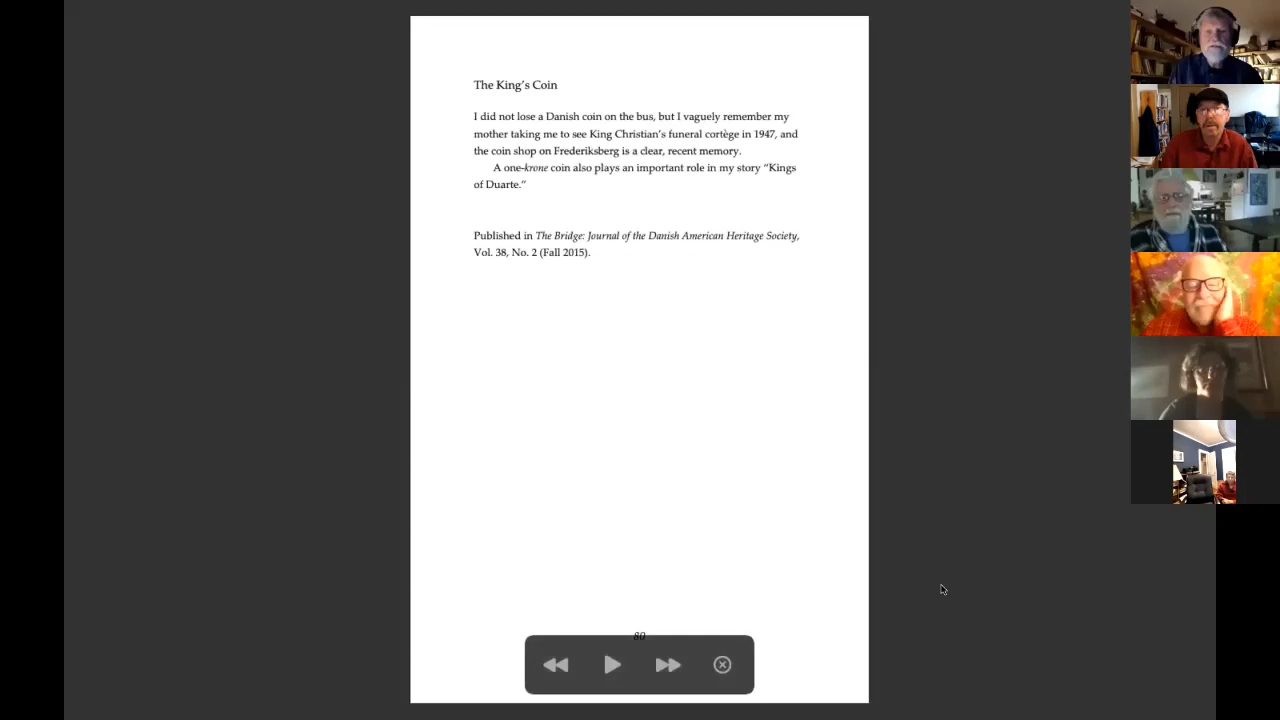 The King's Coin
I did not lose a Danish coin on the bus, but I vaguely remember my
mother taking me to see King Christian's funeral cortège in 1947, and
the coin shop on Frederiksberg is a clear, recent memory.
A one-krone coin also plays an important role in my story “Kings
of Duarte.”
Published in The Bridge: Journal of the Danish American Heritage Society,
Vol. 38, No. 2 (Fall 2015).
80